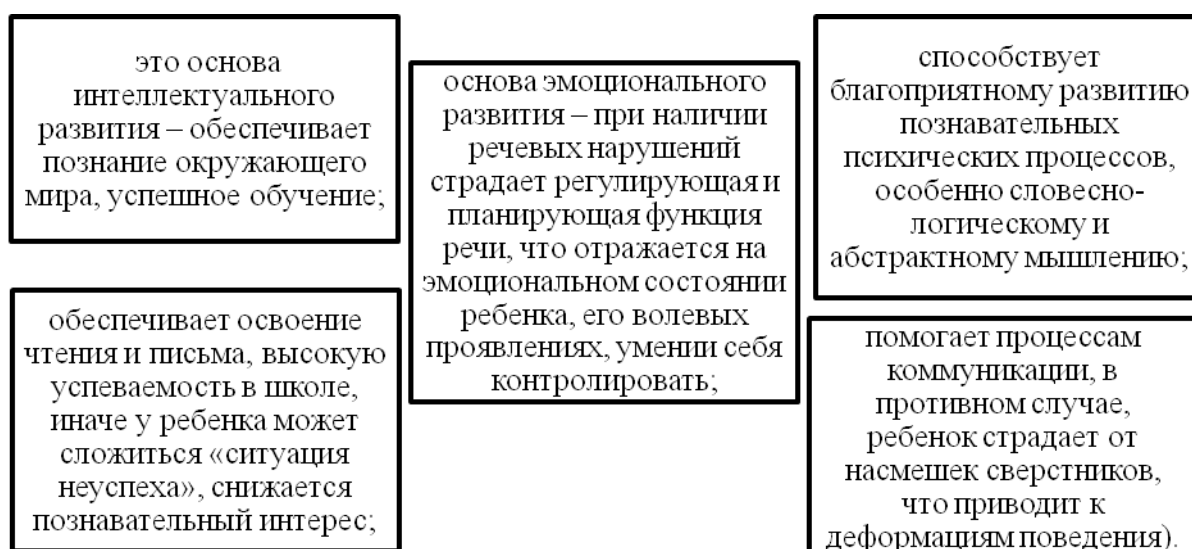 это основа
интеллектуального
развития – обеспечивает
познание окружающего
мира, успешное обучение;
обеспечивает освоение
чтения и письма, высокую
успеваемость в школе,
иначе у ребенка может
сложиться «ситуация
неуспеха», снижается
познавательный интерес;
основа эмоционального
развития – при наличии
речевых нарушений
страдает регулирующая и
планирующая функция
речи, что отражается на
эмоциональном состоянии
ребенка, его волевых
проявлениях, умении себя
контролировать;
способствует
благоприятному развитию
познавательных
психических процессов,
особенно словесно-
логическому и
абстрактному мышлению;
помогает процессам
коммуникации, в
противном случае,
ребенок страдает от
насмешек сверстников,
что приводит к
деформациям поведения).